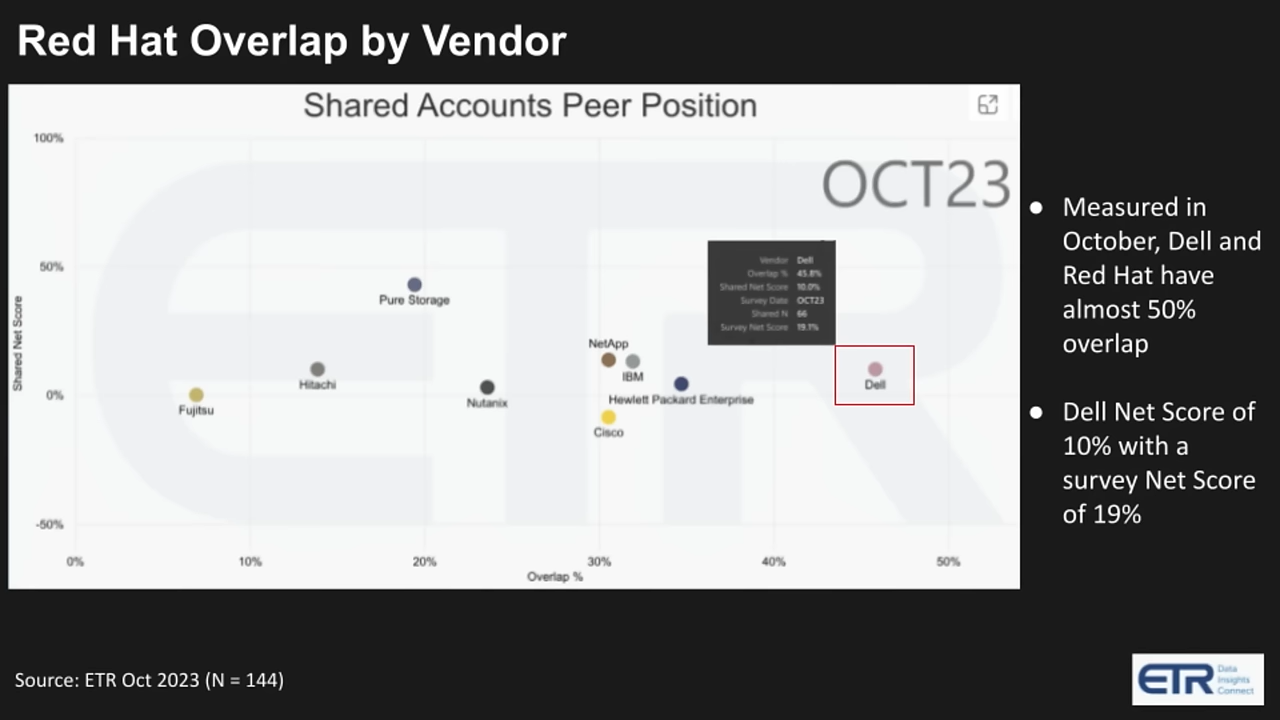 Red Hat Overlap by Vendor
Shared Accounts Peer Position
OCT23
100%
50%
0%
-50%
Shared Net Score
0%
10%
20%
30%
40%
50%
Overlap %
Pure Storage
Hitachi
Fujitsu
Nutanix
NetApp
IBM
Hewlett Packard Enterprise
Cisco
Dell
Vendor Dell
Overlap % 45.8%
Shared Net Score 10.0%
Survey Date OCT23
Shared N 66
Survey Net Score 19.1%
● Measured in
October, Dell and
Red Hat have
almost 50%
overlap
● Dell Net Score of
10% with a
survey Net Score
of 19%
Source: ETR Oct 2023 (N = 144)
ETR
Data
Insights
Connect
ETR